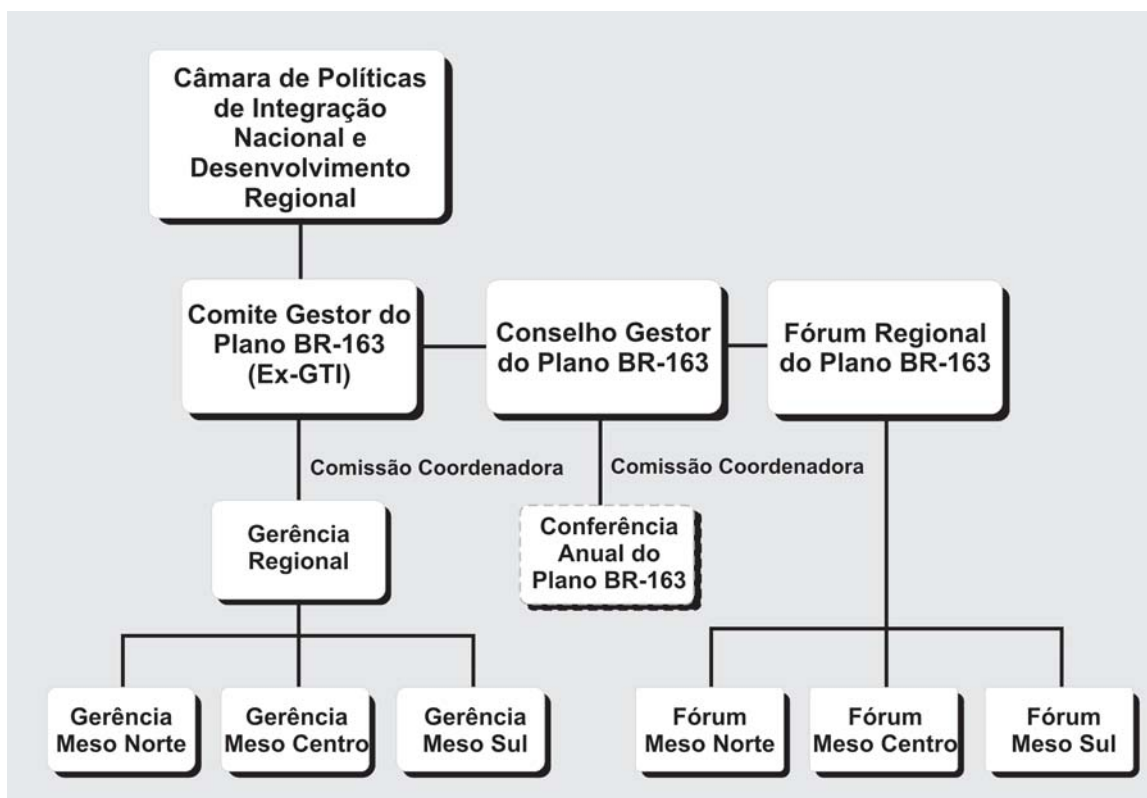 Câmara de Políticas
de Integração
Nacional e
Desenvolvimento
Regional
Comite Gestor do
Plano BR-163
(Ex-GTI)
Conselho Gestor
do Plano BR-163
Fórum Regional
do Plano BR-163
Comissão Coordenadora
Comissão Coordenadora
Gerência
Regional
Conferência
Anual do
Plano BR-163
Gerência
Meso Norte
Gerência
Meso Centro
Gerência
Meso Sul
Fórum
Meso Norte
Fórum
Meso Centro
Fórum
Meso Sul